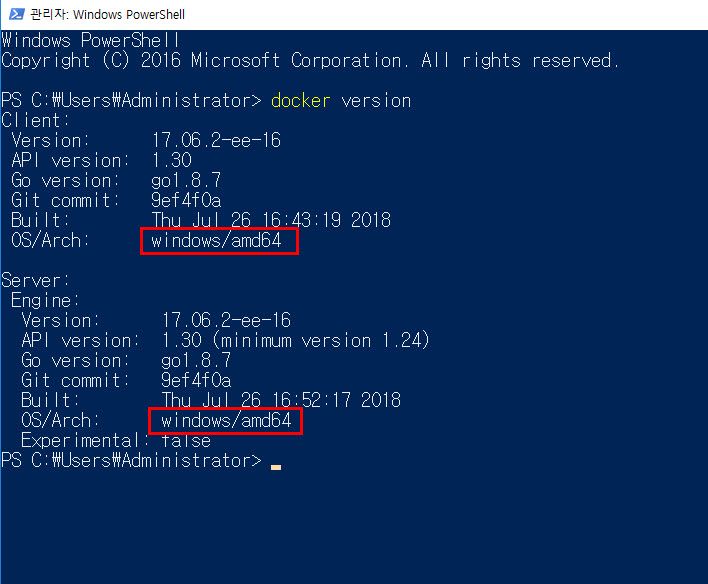 관리자: Windows PowerShell
Windows PowerShell
Copyright (C) 2016 Microsoft Corporation. All rights reserved.
PS C:₩Users₩Administrator> docker version
Client:
Version: 17.06.2-ee-16
API version: 1.30
Go version: go1.8.7
Git commit: 9ef4f0a
Built: Thu Jul 26 16:43:19 2018
OS/Arch: windows/amd64
Server:
Engine:
Version: 17.06.2-ee-16
API version: 1.30 (minimum version 1.24)
Go version: go1.8.7
Git commit: 9ef4f0a
Built: Thu Jul 26 16:52:17 2018
OS/Arch: windows/amd64
Experimental: false
PS C:₩Users₩Administrator>